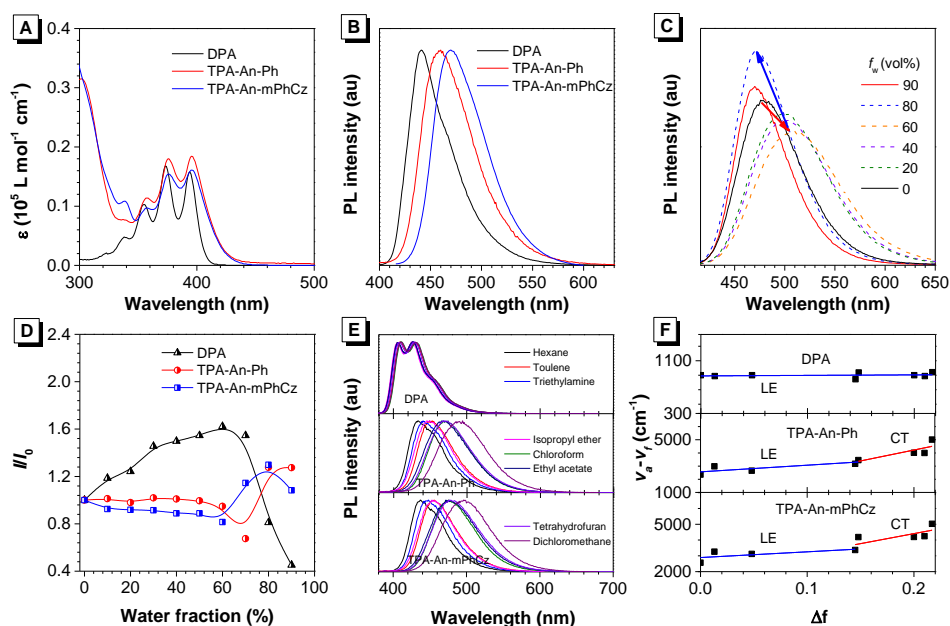 A
ε (10⁵ L mol⁻¹ cm⁻¹)
0.4
0.3
0.2
0.1
0.0
DPA
TPA-An-Ph
TPA-An-mPhCz
300
400
500
Wavelength (nm)
B
PL intensity (au)
DPA
TPA-An-Ph
TPA-An-mPhCz
400
450
500
550
600
Wavelength (nm)
C
PL intensity (au)
fw (vol%)
90
80
60
40
20
0
450
500
550
600
650
Wavelength (nm)
D
I/I₀
2.4
2.0
1.6
1.2
0.8
0.4
DPA
TPA-An-Ph
TPA-An-mPhCz
0
20
40
60
80
100
Water fraction (%)
E
PL intensity (au)
Hexane
Toulene
Triethylamine
DPA
Isopropyl ether
Chloroform
Ethyl acetate
TPA-An-Ph
Tetrahydrofuran
Dichloromethane
TPA-An-mPhCz
400
500
600
700
Wavelength (nm)
F
νa-νf (cm⁻¹)
1100
300
DPA
LE
5000
1000
TPA-An-Ph
LE
CT
5000
2000
TPA-An-mPhCz
LE
CT
0.0
0.1
0.2
Δf